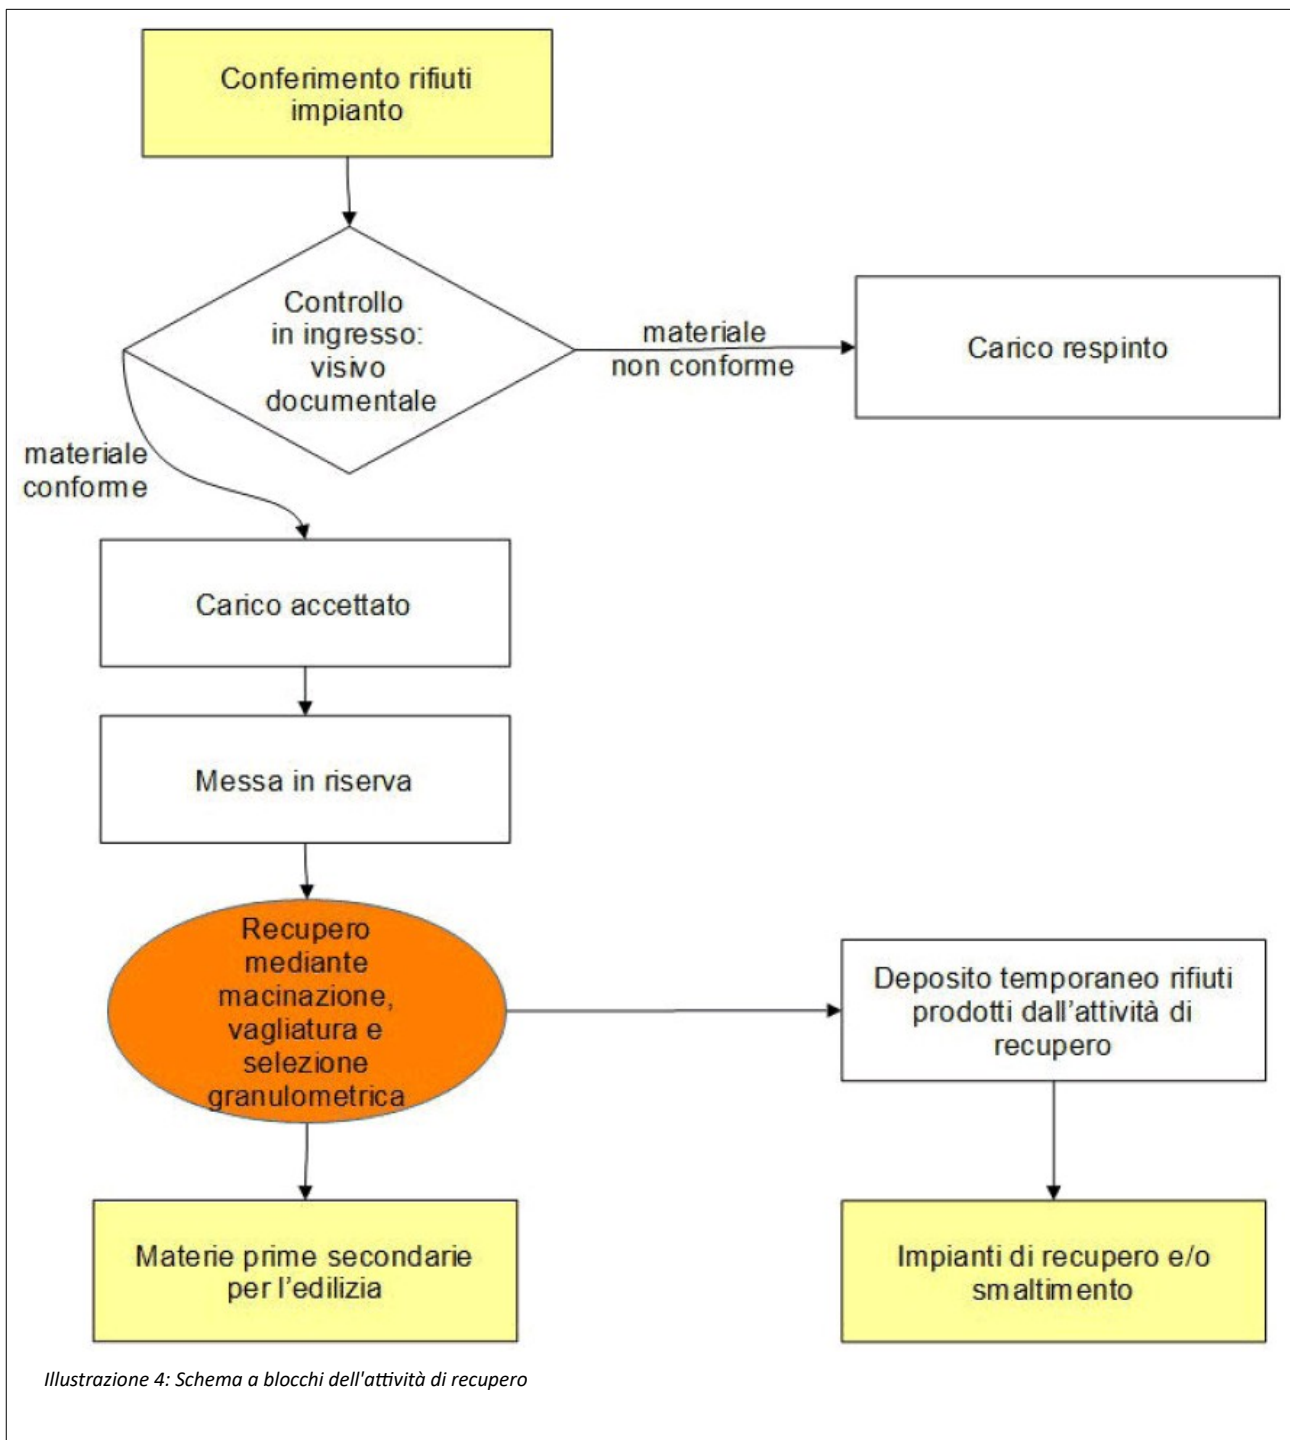 Conferimento rifiuti
impianto
Controllo
in ingresso:
visivo
documentale
materiale
non conforme
Carico respinto
materiale
conforme
Carico accettato
Messa in riserva
Recupero
mediante
macinazione,
vagliatura e
selezione
granulometrica
Deposito temporaneo rifiuti
prodotti dall'attività di
recupero
Materie prime secondarie
per l'edilizia
Impianti di recupero e/o
smaltimento
Illustrazione 4: Schema a blocchi dell'attività di recupero